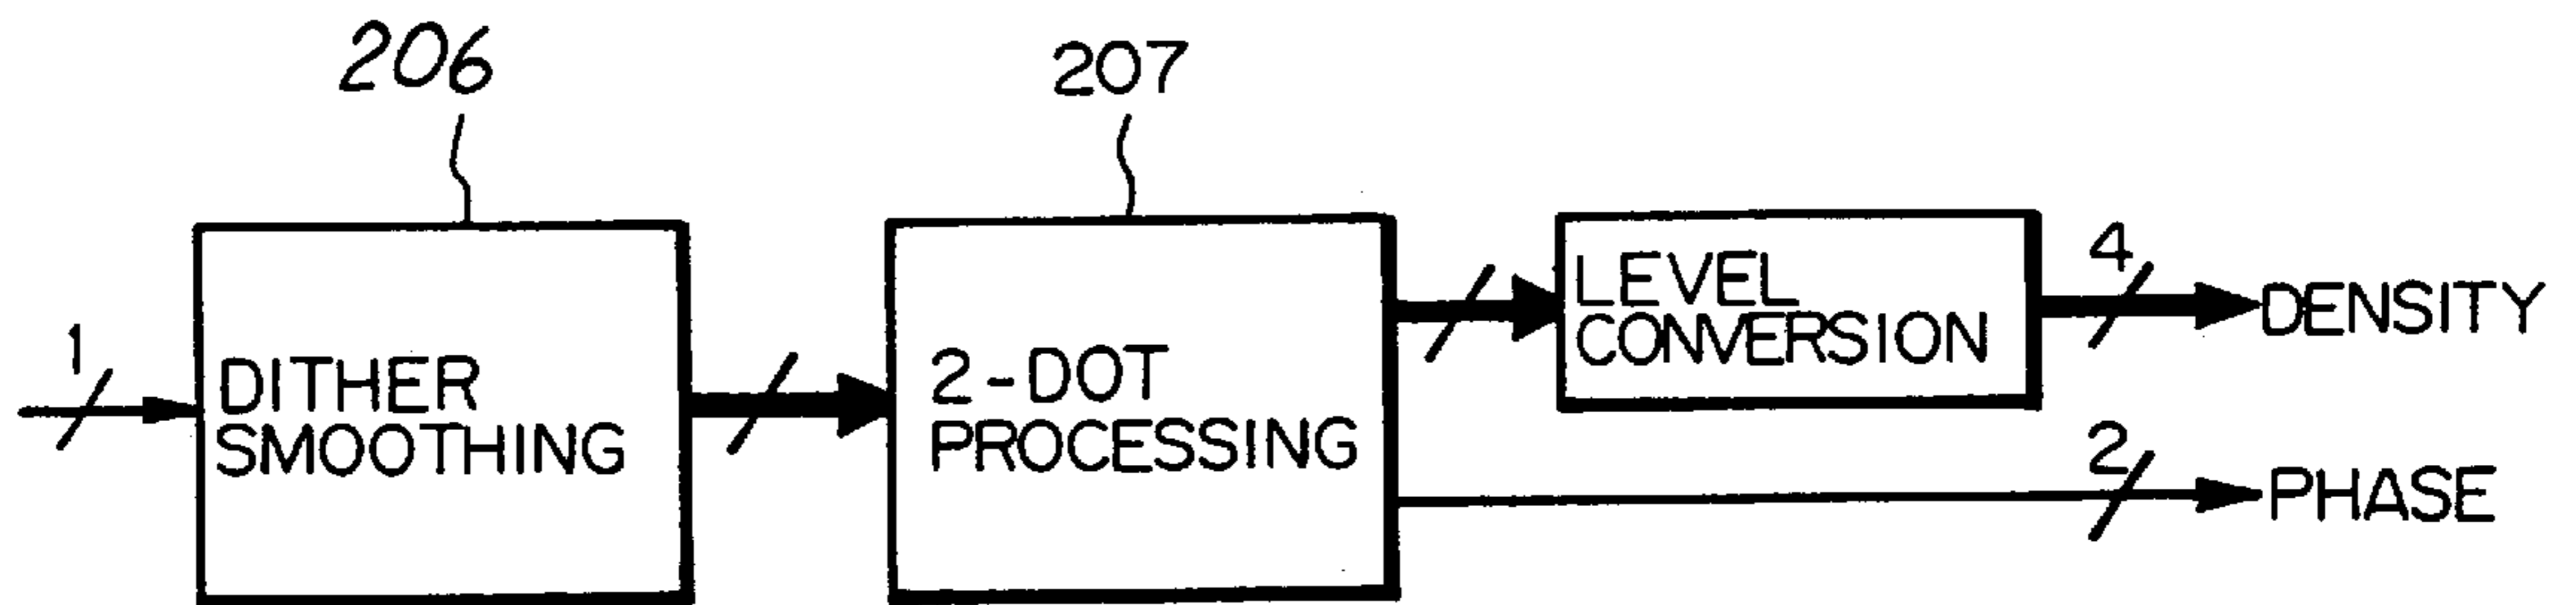 206
207
1
DITHER
SMOOTHING
2-DOT
PROCESSING
LEVEL
CONVERSION
4
DENSITY
2
PHASE